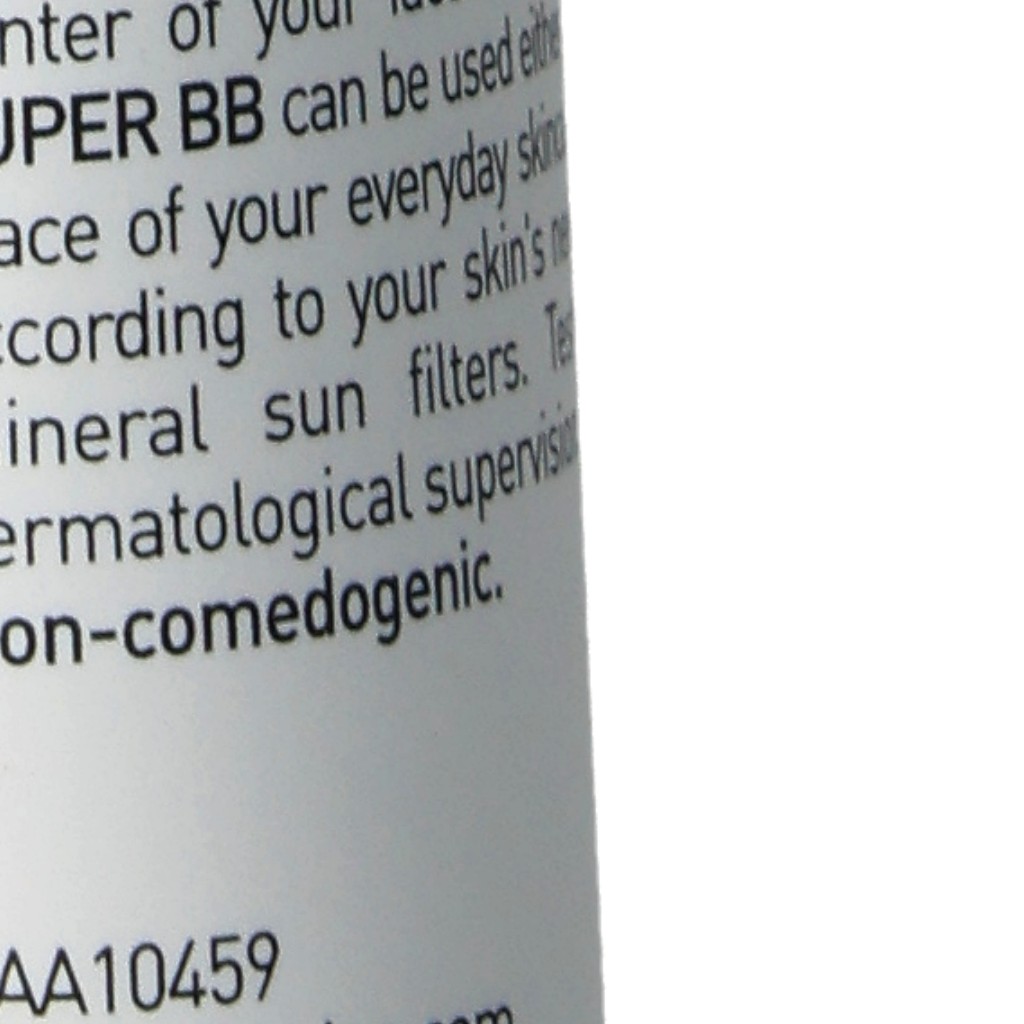 nter of your
UPER BB can be used
ace of your everyday
ccording to your skin's
ineral sun filters.
ermatological supervision
on-comedogenic.
AA10459